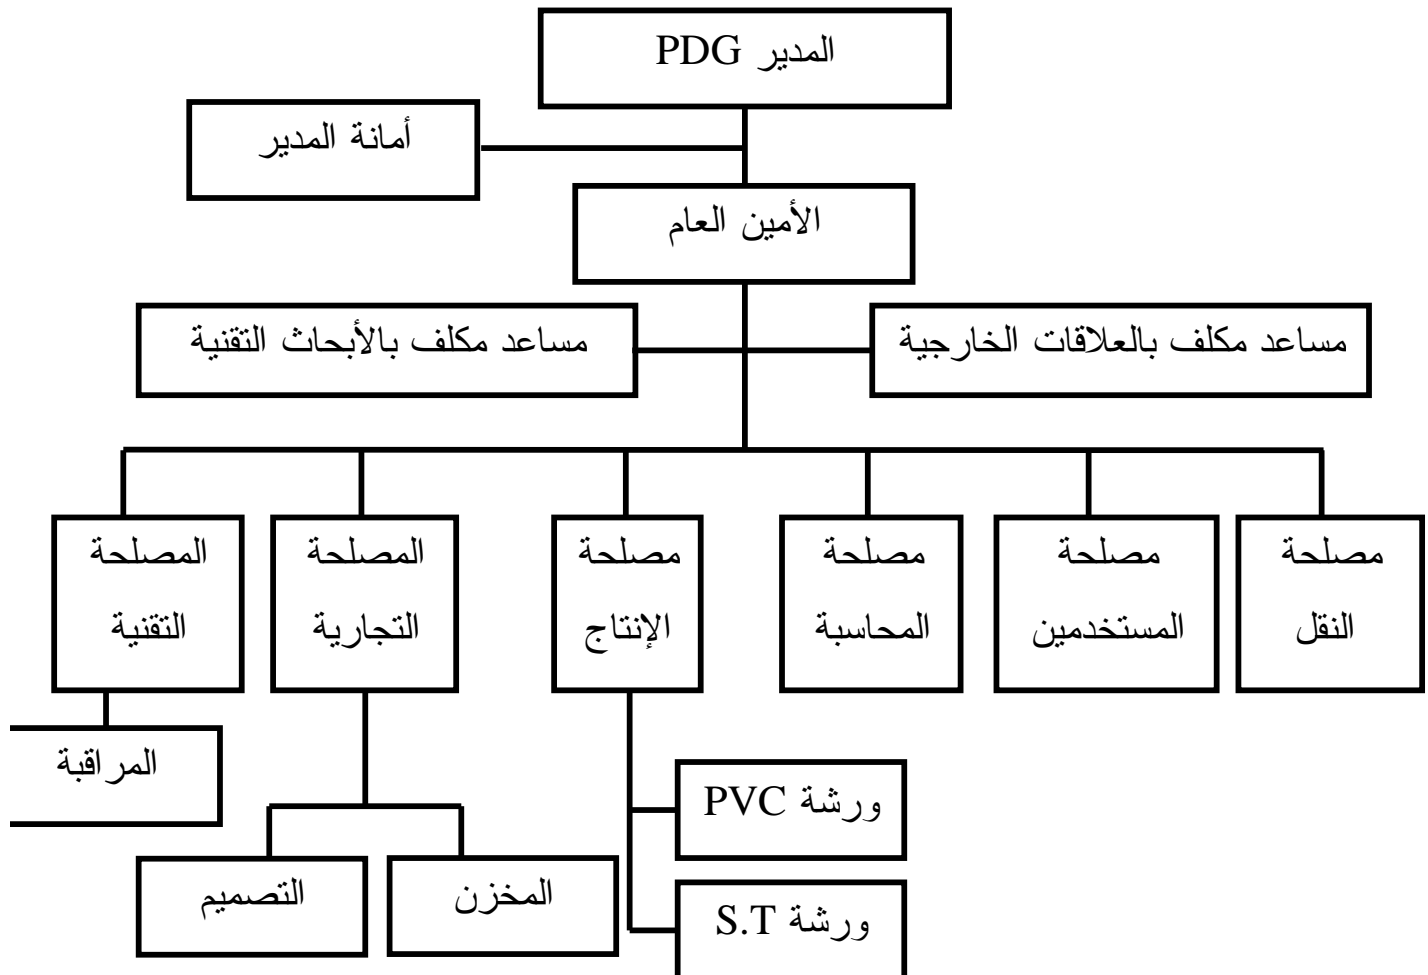 المدير PDG
أمانة المدير
الأمين العام
مساعد مكلف بالعلاقات الخارجية
مساعد مكلف بالأبحاث التقنية
مصلحة
النقل
مصلحة
المستخدمين
مصلحة
المحاسبة
مصلحة
الإنتاج
المصلحة
التجارية
المصلحة
التقنية
المراقبة
ورشة PVC
المخزن
التصميم
ورشة S.T